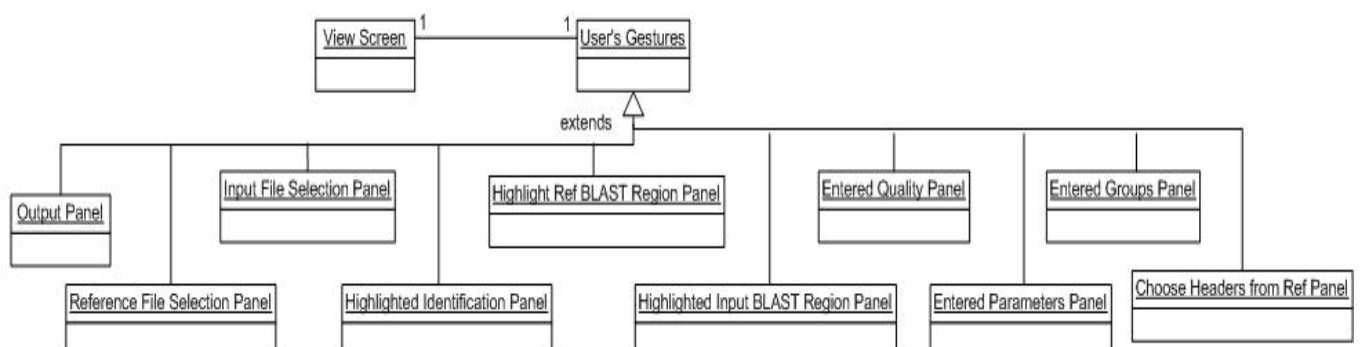 View Screen
1
1
User's Gestures
extends
Output Panel
Input File Selection Panel
Highlight Ref BLAST Region Panel
Entered Quality Panel
Entered Groups Panel
Reference File Selection Panel
Highlighted Identification Panel
Highlighted Input BLAST Region Panel
Entered Parameters Panel
Choose Headers from Ref Panel